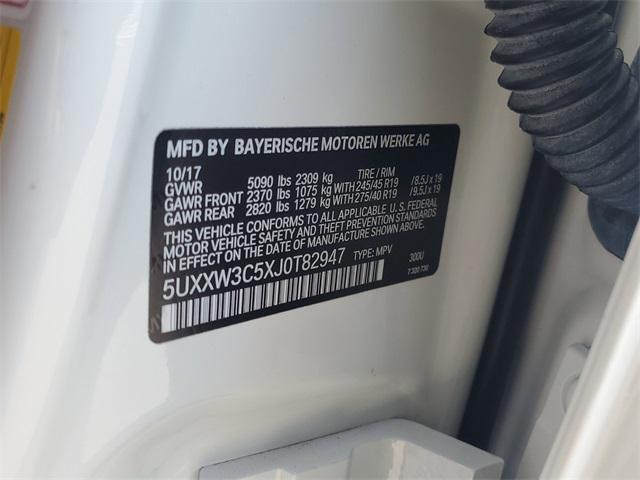 MFD BY BAYERISCHE MOTOREN WERKE AG
10/17 TIRE / RIM
GVWR 5090 lbs 2309 kg
GAWR FRONT 2370 lbs 1075 kg WITH 245/45 R19 /8.5J x 19
GAWR REAR 2820 lbs 1279 kg WITH 275/40 R19 /9.5J x 19
THIS VEHICLE CONFORMS TO ALL APPLICABLE U. S. FEDERAL
MOTOR VEHICLE SAFETY AND THEFT PREVENTION STANDARDS
IN EFFECT ON THE DATE OF MANUFACTURE SHOWN ABOVE.
5UXXW3C5XJ0T82947 TYPE: MPV 300U
7 320 730